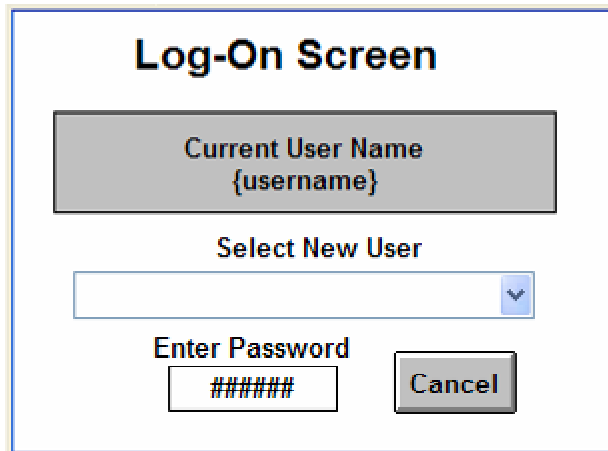 Log-On Screen
Current User Name
{username}
Select New User
Enter Password
######
Cancel